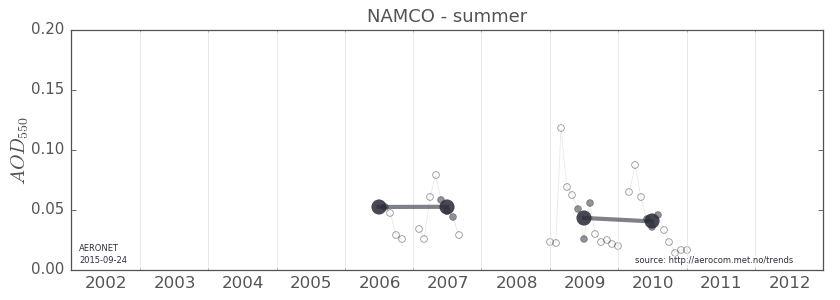 NAMCO - summer
0.20
0.15
0.10
0.05
0.00
AOD550
AERONET
2015-09-24
source: http://aerocom.met.no/trends
2002 2003 2004 2005 2006 2007 2008 2009 2010 2011 2012